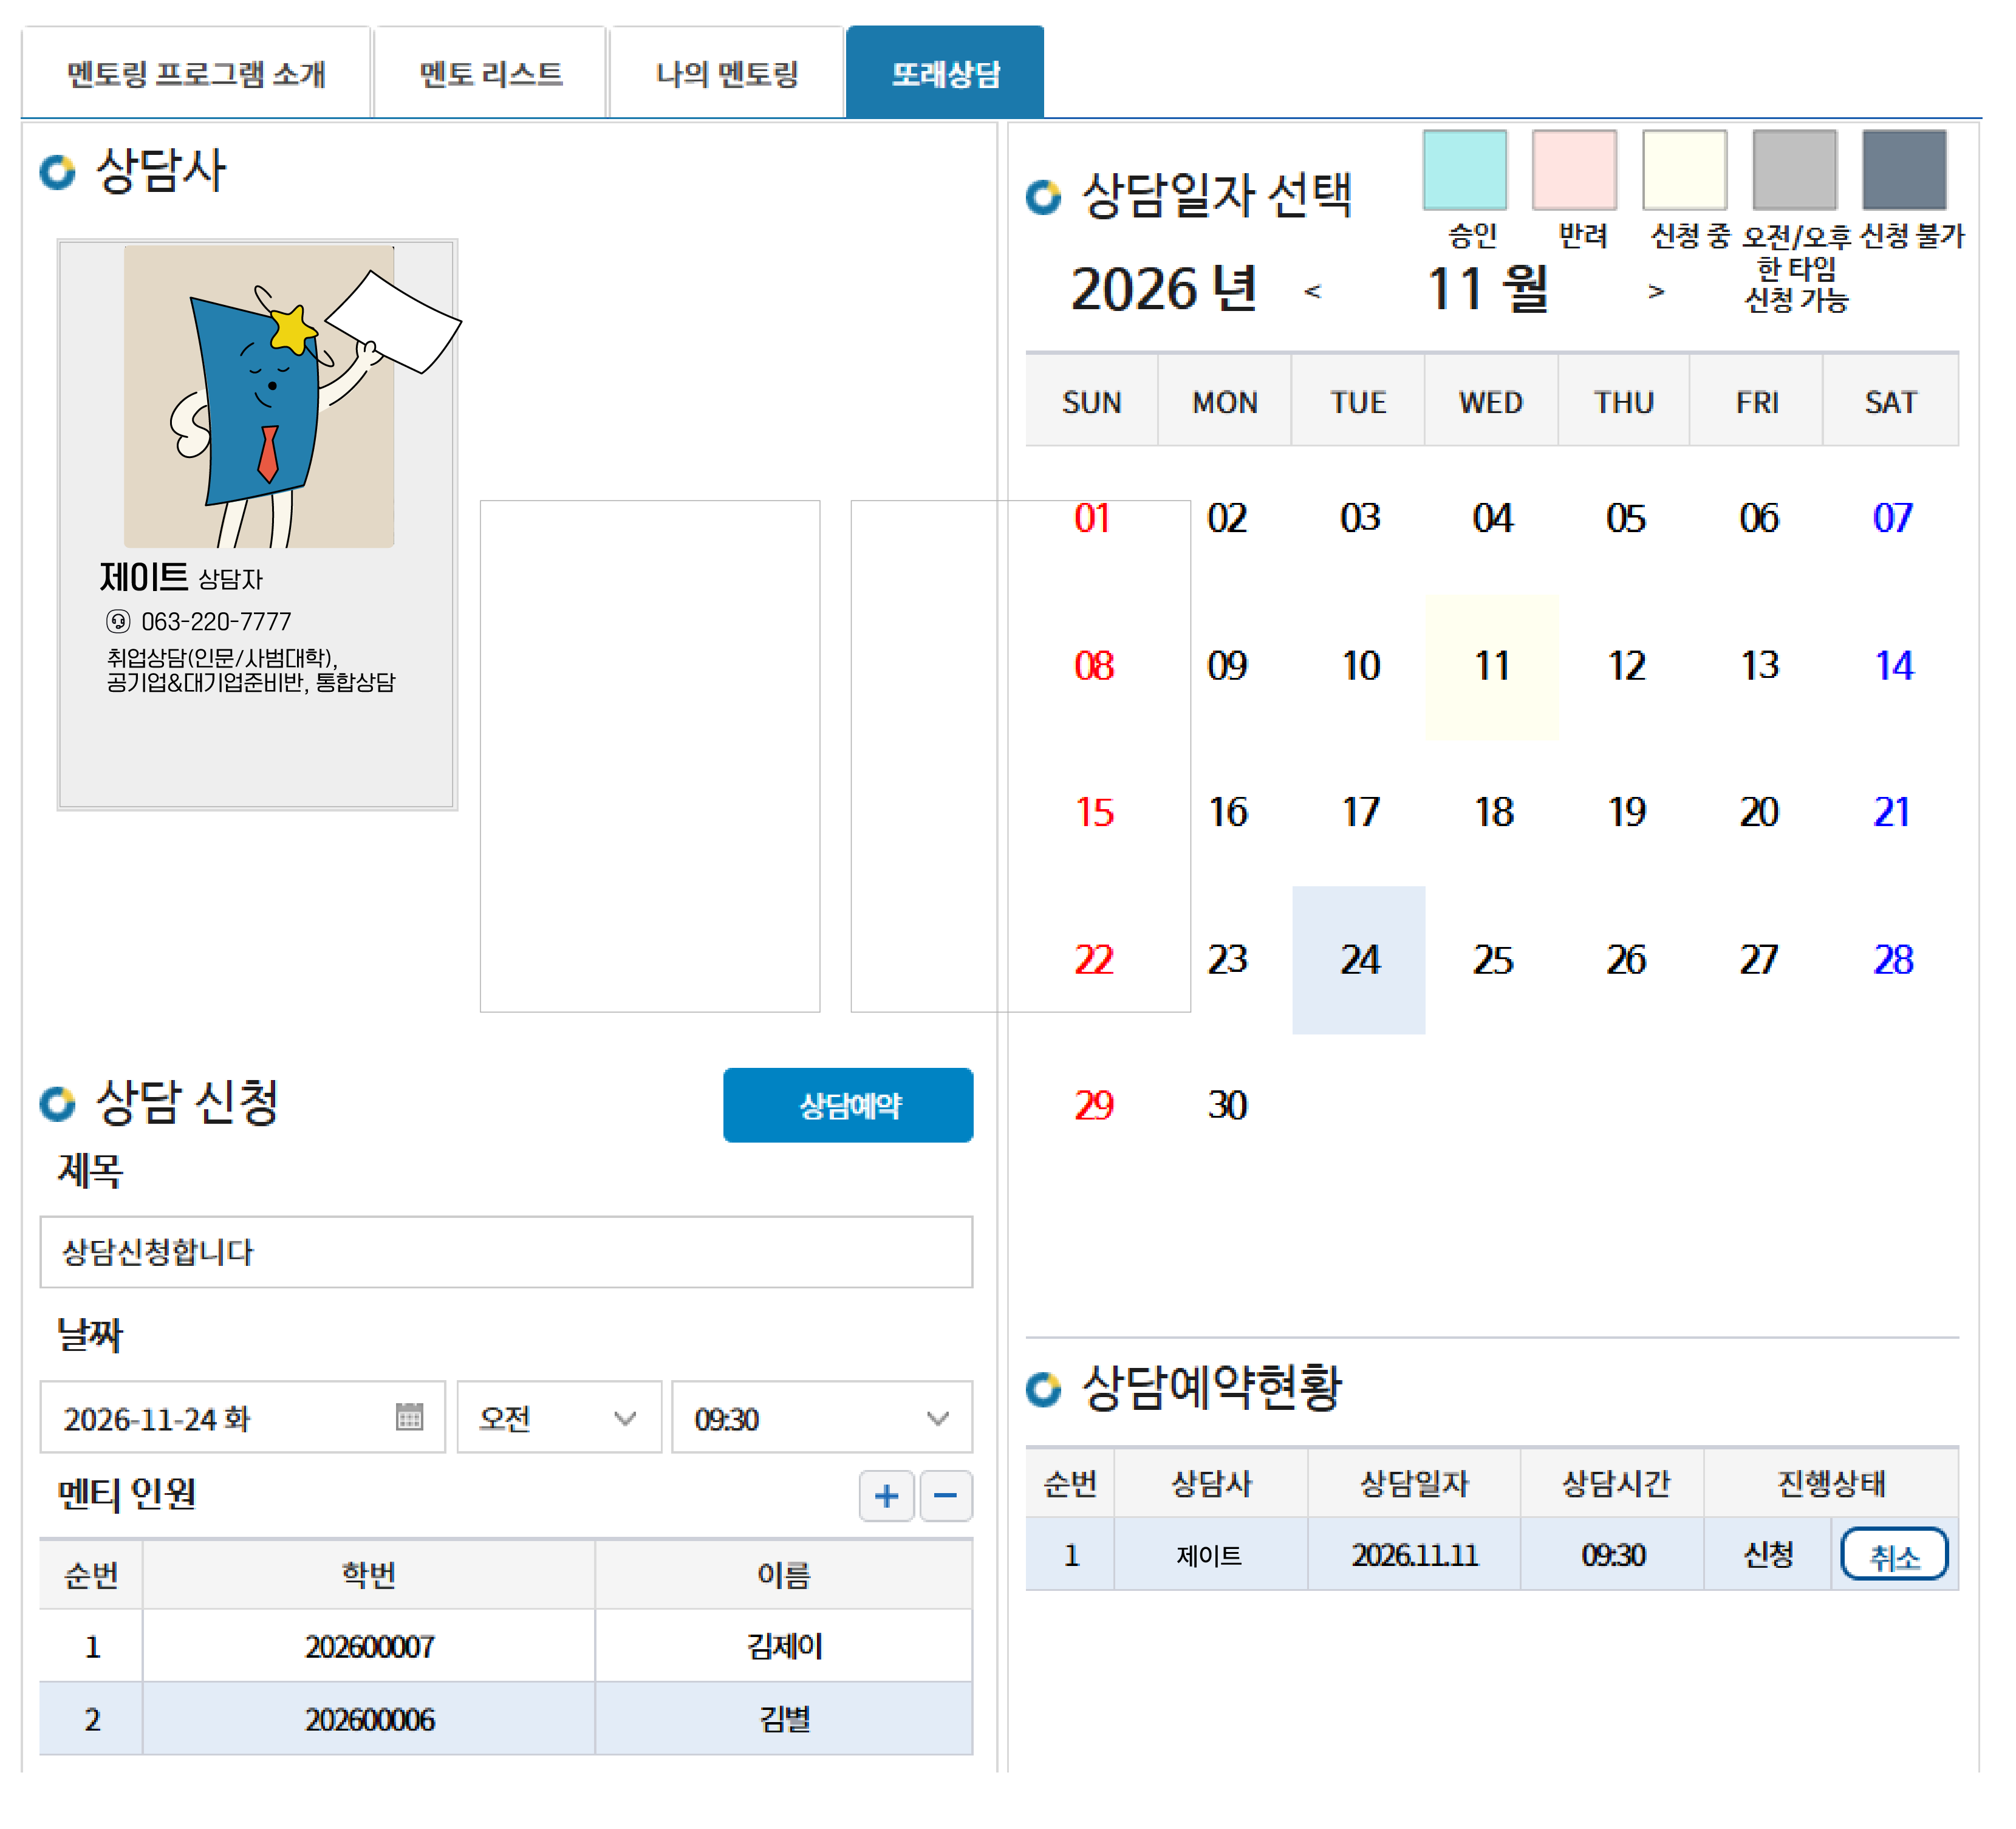 멘토링 프로그램 소개 멘토 리스트 나의 멘토링 또래상담
상담사
제이트 상담자
063-220-7777
취업상담(인문/사범대학),
공기업&대기업준비반, 통합상담
상담 신청 상담예약
제목
상담신청합니다
날짜
2026-11-24 화 오전 09:30
멘티 인원 + −
순번 학번 이름
1 202600007 김제이
2 202600006 김별
상담일자 선택
승인 반려 신청 중 오전/오후 신청 불가
한 타임
신청 가능
2026 년 < 11 월 >
SUN MON TUE WED THU FRI SAT
01 02 03 04 05 06 07
08 09 10 11 12 13 14
15 16 17 18 19 20 21
22 23 24 25 26 27 28
29 30
상담예약현황
순번 상담사 상담일자 상담시간 진행상태
1 제이트 2026.11.11 09:30 신청 취소